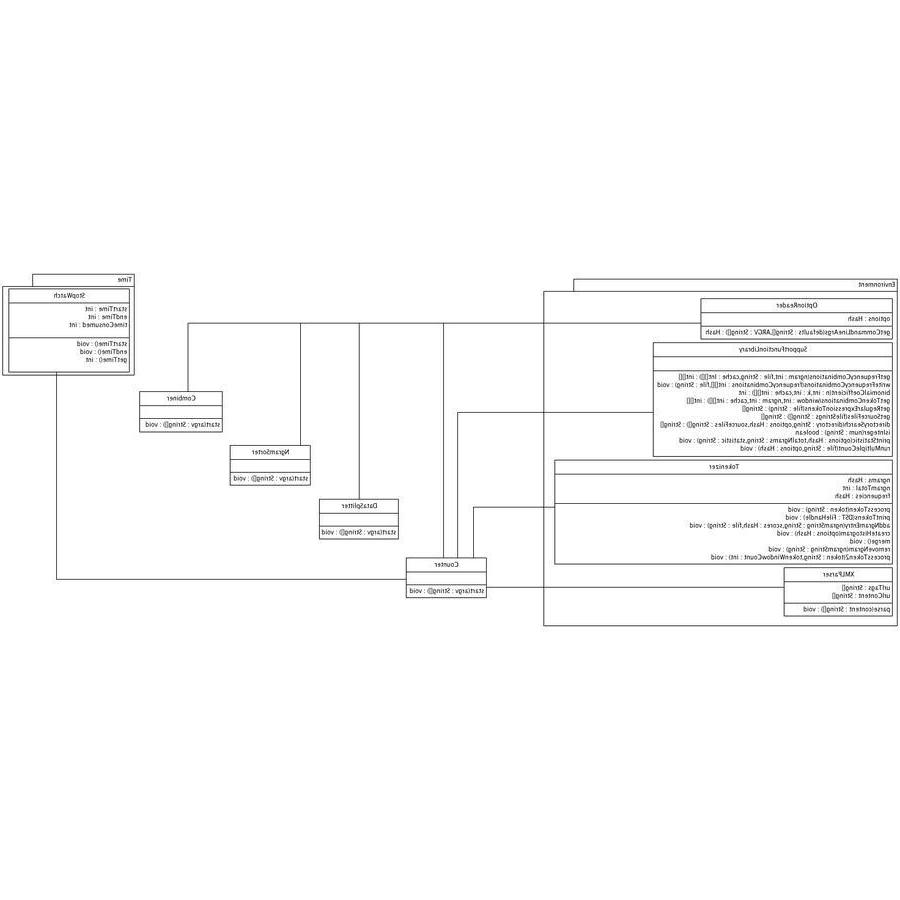 Time
StopWatch
startTime : int
endTime : int
timeConsumed : int
startTime() : void
endTime() : void
getTime() : int
Combiner
start(argv : String[]) : void
NgramSorter
start(argv : String[]) : void
DataSplitter
start(argv : String[]) : void
Counter
start(argv : String[]) : void
Environment
OptionReader
options : Hash
getCommandLineArgs(defaults : String[],ARGV : String[]) : Hash
SupportFunctionLibrary
getFrequencyCombinations(ngram : int,file : String,cache : int[][]) : int[][]
writeFrequencyCombinations(frequencyCombinations : int[][],file : String) : void
binomialCoefficient(n : int,k : int,cache : int[][]) : int
getTokenCombinations(window : int,ngram : int,cache : int[][]) : int[][]
getRegularExpressionTokens(file : String) : String[]
getSourceFiles(fileStrings : String[]) : String[]
directorySearch(directory : String,options : Hash,sourceFiles : String[]) : String[]
isInteger(num : String) : boolean
printStatistics(options : Hash,totalNgrams : String,statistic : String) : void
runMultipleCount(file : String,options : Hash) : void
Tokenizer
ngrams : Hash
ngramTotal : int
frequencies : Hash
processToken(token : String) : void
printTokens(DST : FileHandle) : void
addNgramEntry(ngramString : String,scores : Hash,file : String) : void
createHistogram(options : Hash) : void
merge() : void
removeNgram(ngramString : String) : void
processToken2(token : String,tokenWindowCount : int) : void
XMLParser
urlTags : String[]
urlContent : String[]
parse(content : String[]) : void